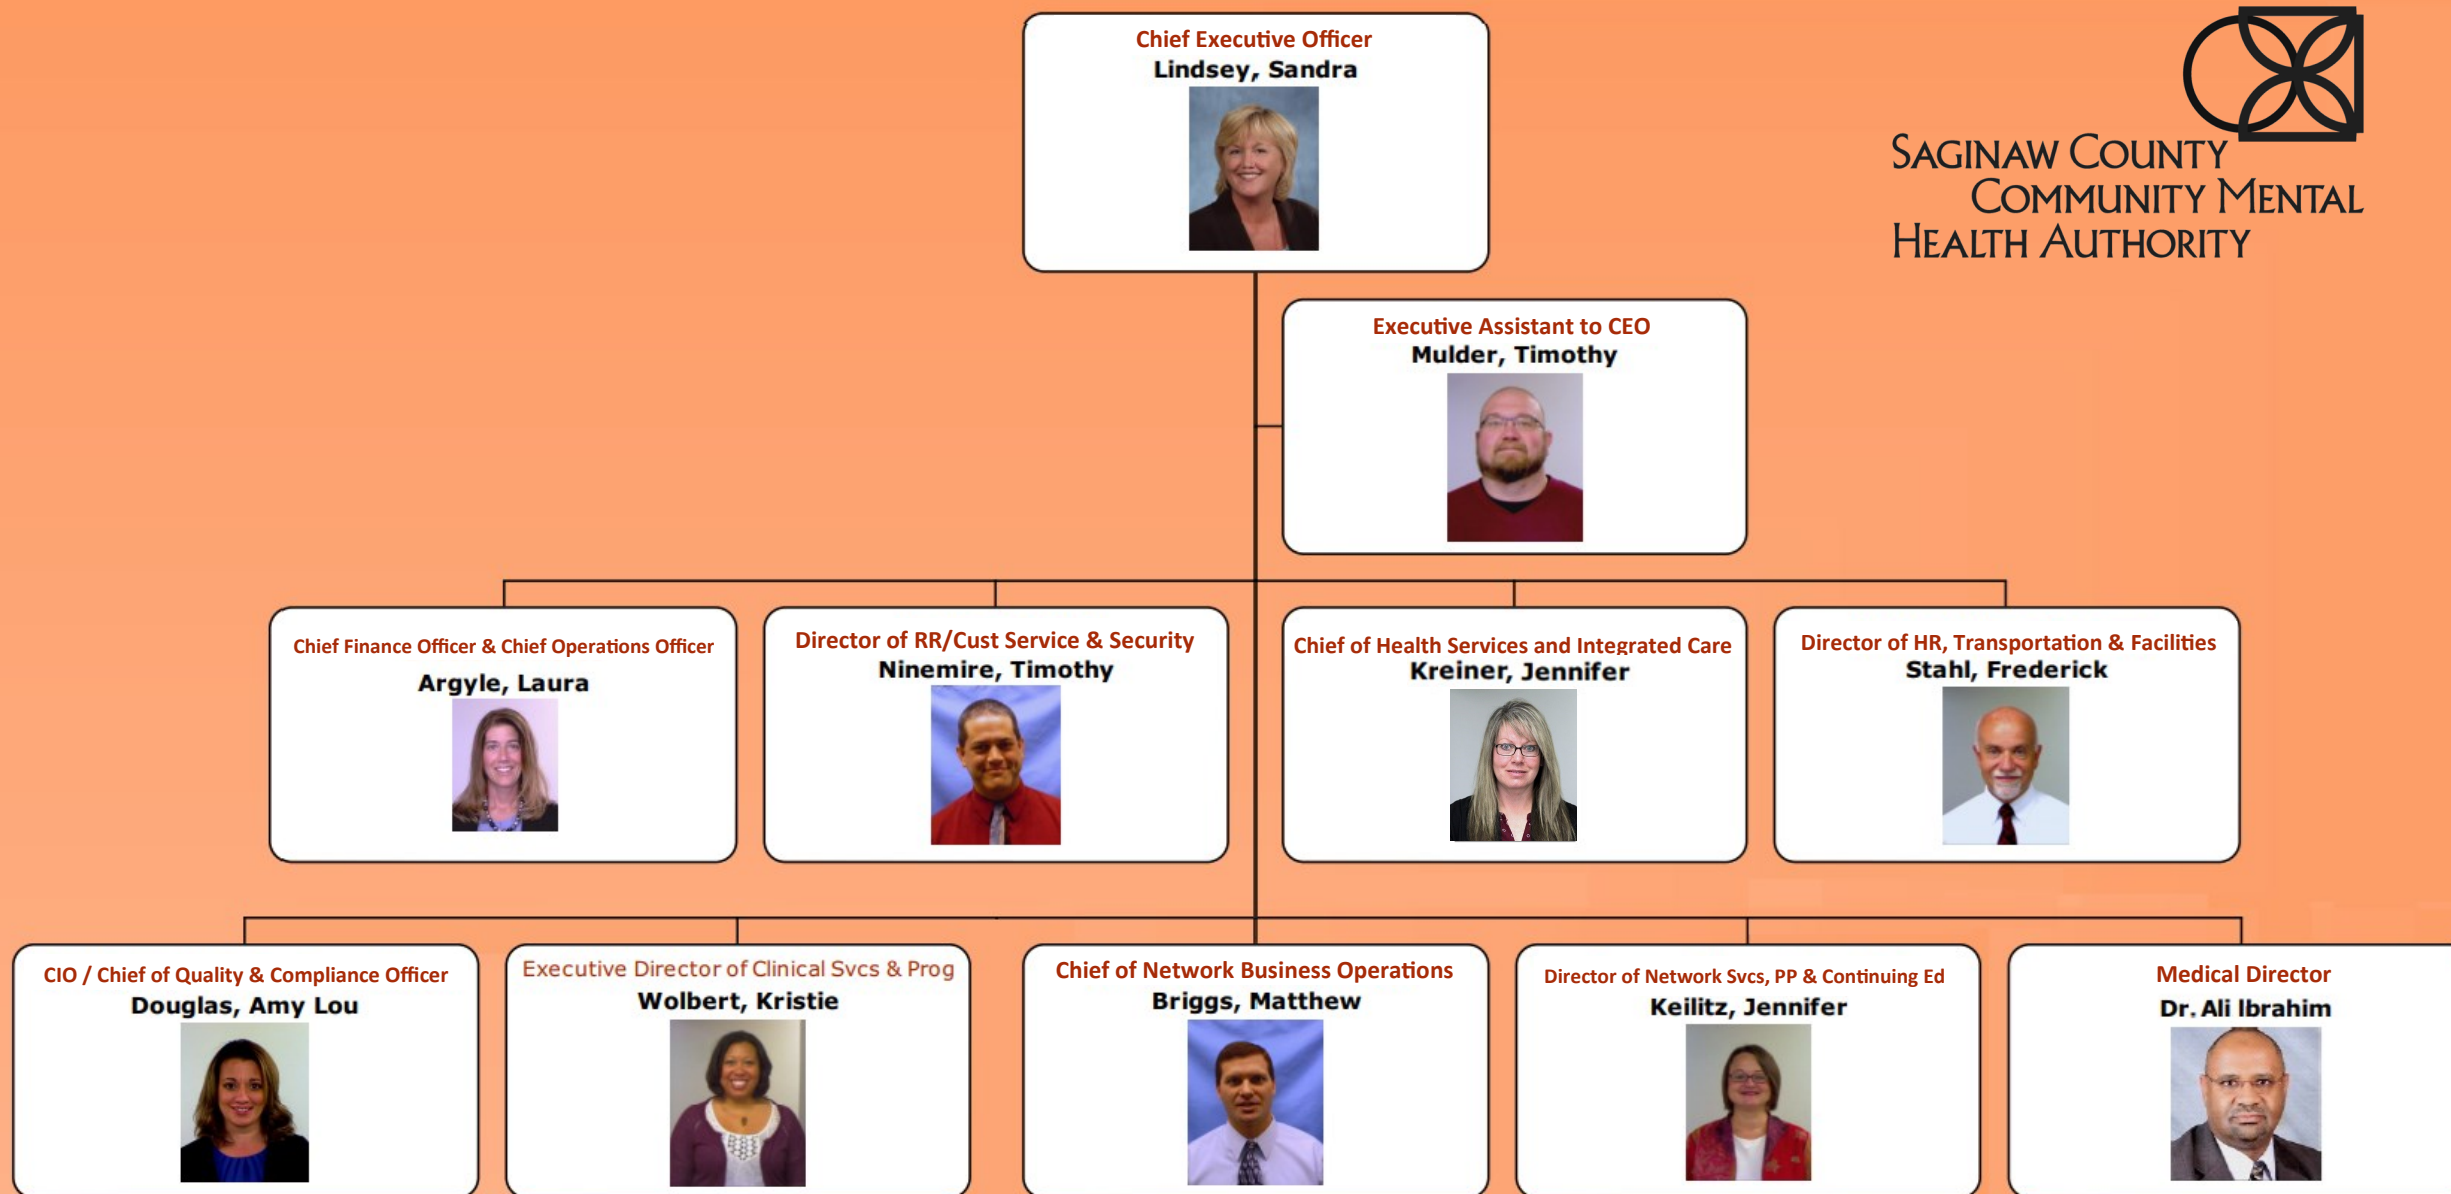 Chief Executive Officer
Lindsey, Sandra
SAGINAW COUNTY
COMMUNITY MENTAL
HEALTH AUTHORITY
Executive Assistant to CEO
Mulder, Timothy
Chief Finance Officer & Chief Operations Officer
Argyle, Laura
Director of RR/Cust Service & Security
Ninemire, Timothy
Chief of Health Services and Integrated Care
Kreiner, Jennifer
Director of HR, Transportation & Facilities
Stahl, Frederick
CIO / Chief of Quality & Compliance Officer
Douglas, Amy Lou
Executive Director of Clinical Svcs & Prog
Wolbert, Kristie
Chief of Network Business Operations
Briggs, Matthew
Director of Network Svcs, PP & Continuing Ed
Keilitz, Jennifer
Medical Director
Dr. Ali Ibrahim